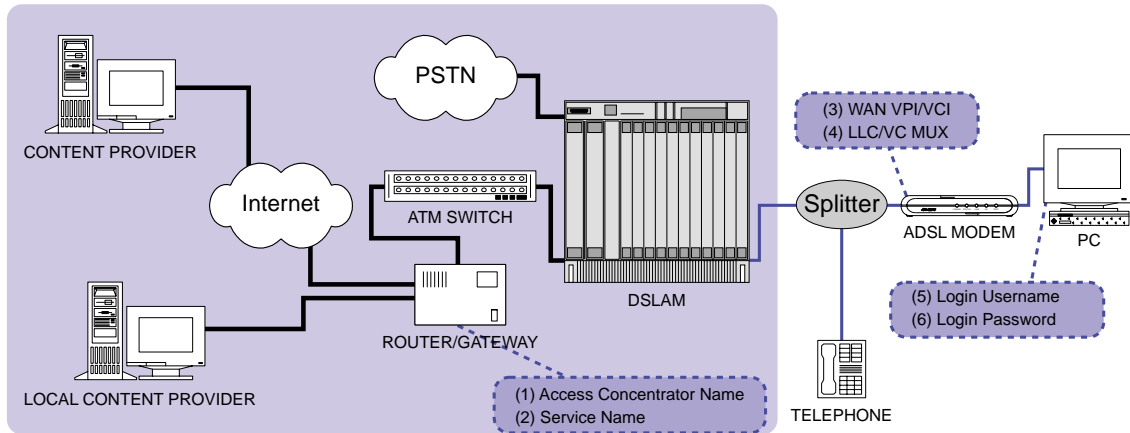 PSTN
CONTENT PROVIDER
Internet
ATM SWITCH
(3) WAN VPI/VCI
(4) LLC/VC MUX
Splitter
ADSL MODEM
PC
DSLAM
ROUTER/GATEWAY
(5) Login Username
(6) Login Password
LOCAL CONTENT PROVIDER
(1) Access Concentrator Name
(2) Service Name
TELEPHONE